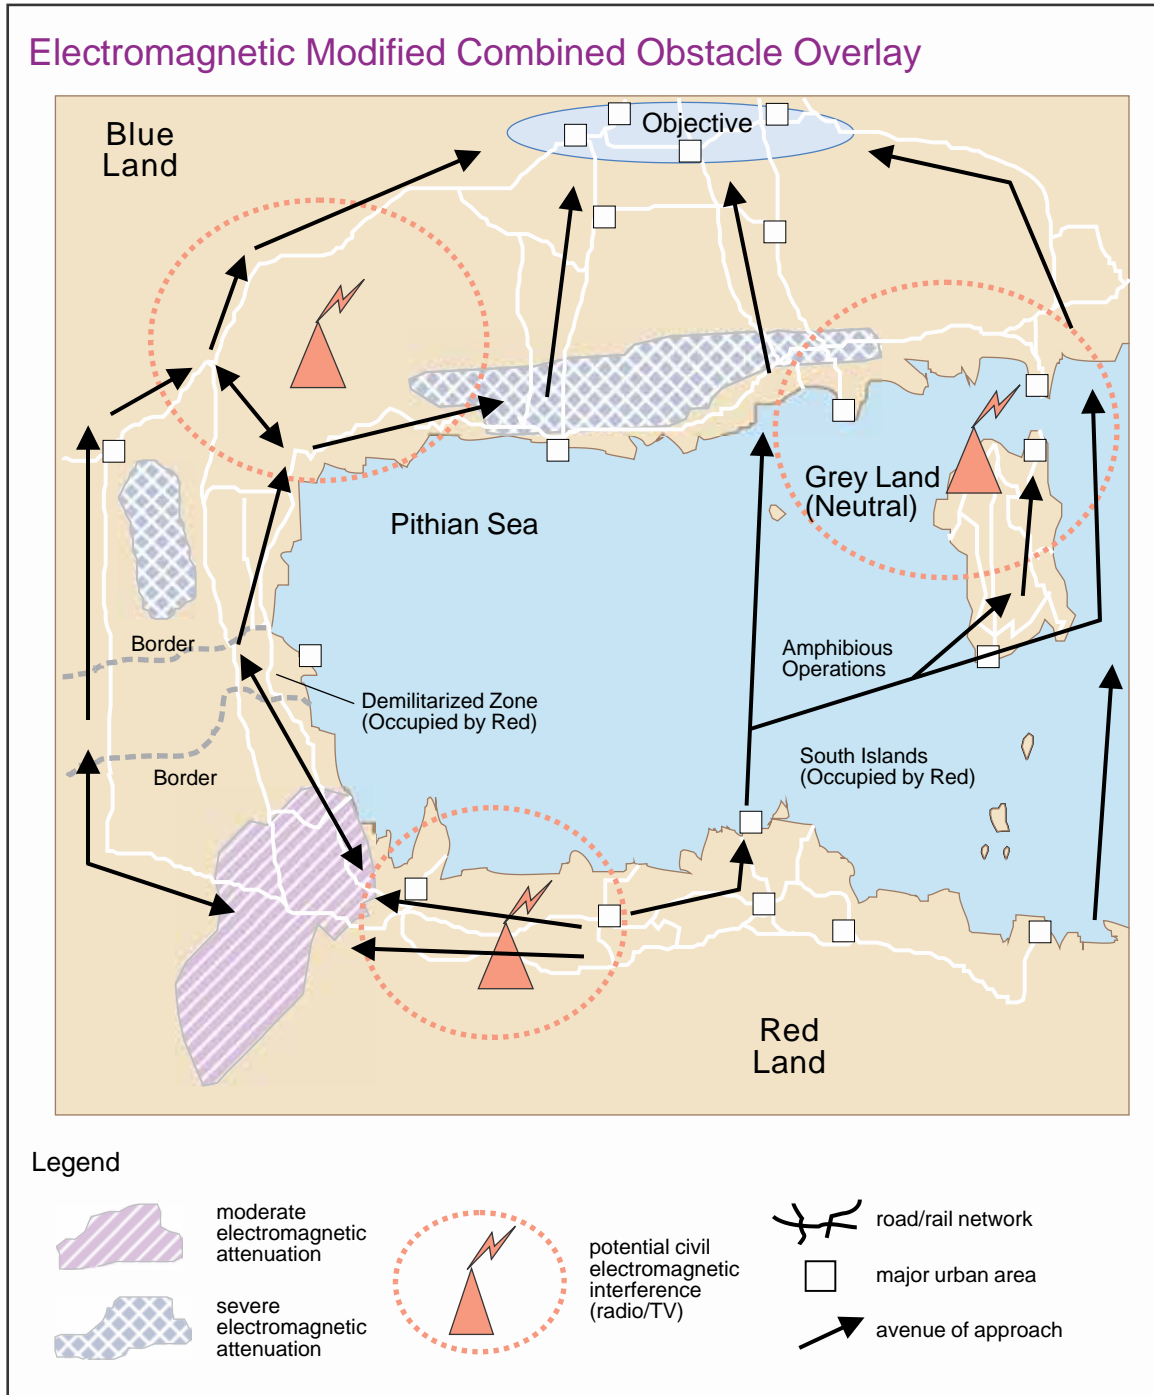 Electromagnetic Modified Combined Obstacle Overlay
Blue
Land
Objective
Grey Land
(Neutral)
Pithian Sea
Border
Amphibious
Operations
Demilitarized Zone
(Occupied by Red)
South Islands
(Occupied by Red)
Border
Red
Land
Legend
moderate
electromagnetic
attenuation
severe
electromagnetic
attenuation
potential civil
electromagnetic
interference
(radio/TV)
road/rail network
major urban area
avenue of approach